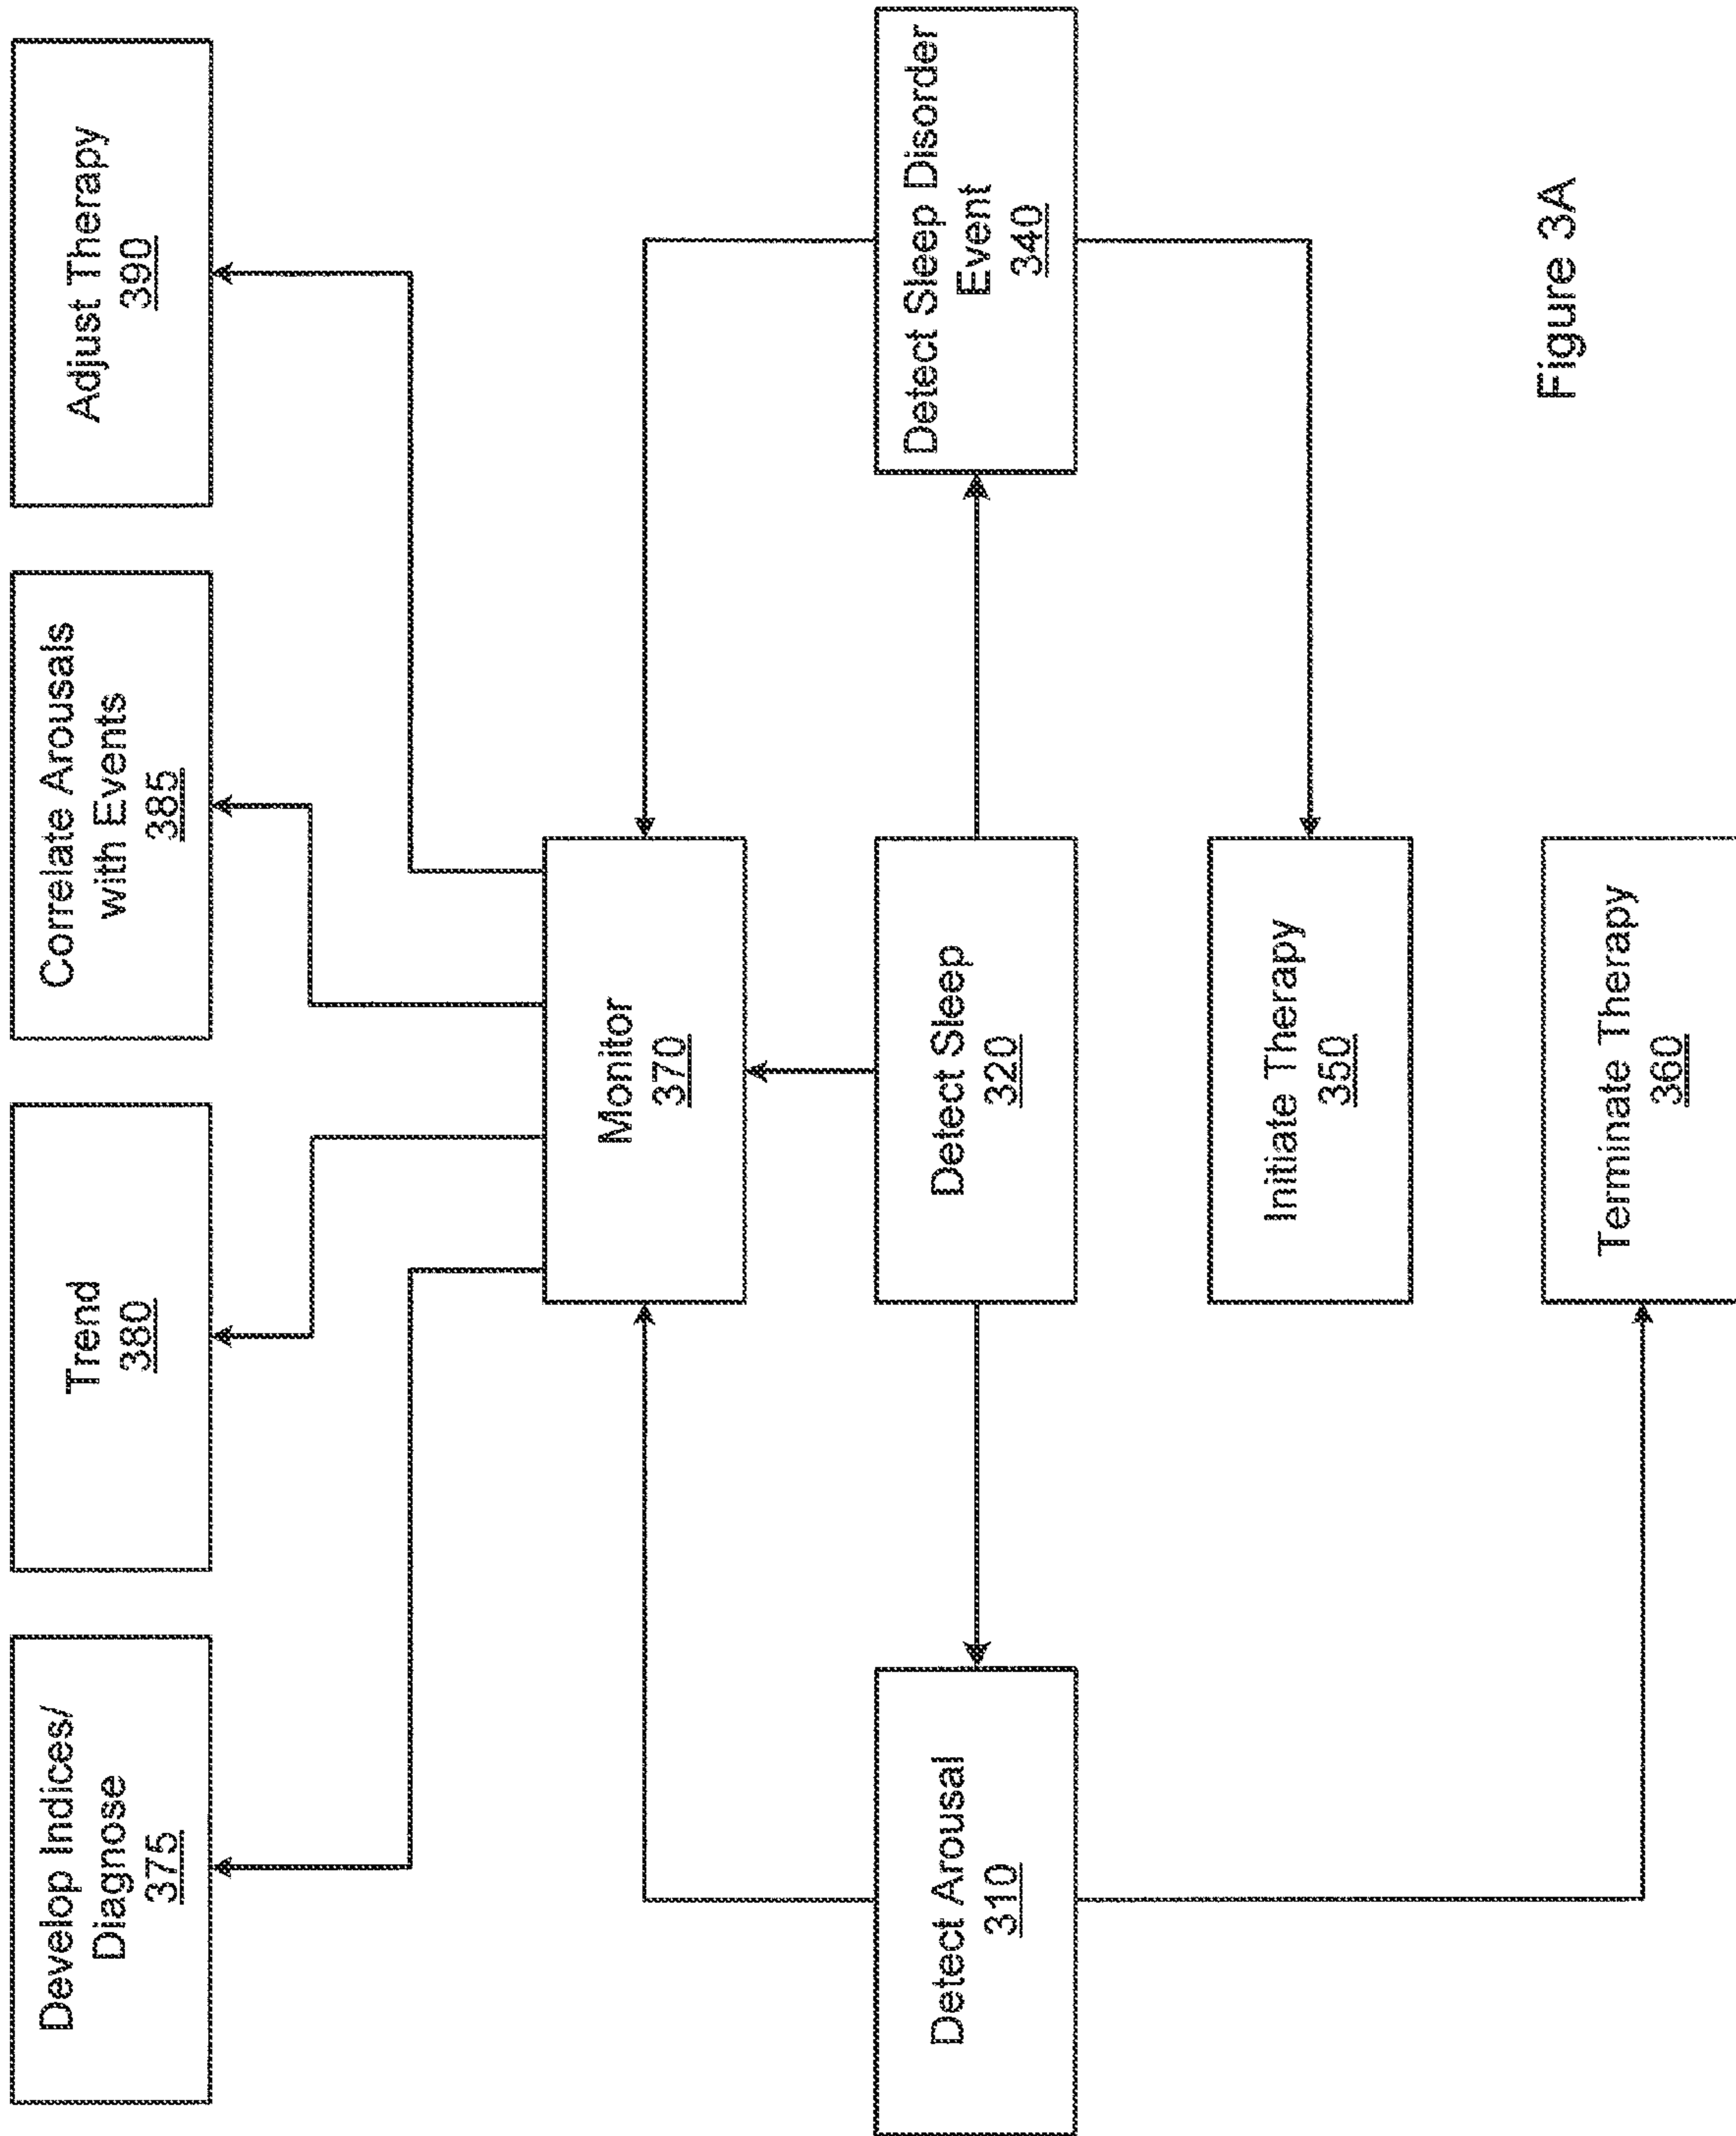 Develop Indices/
Diagnose
375
Trend
380
Correlate Arousals
with Events
385
Adjust Therapy
390
Monitor
370
Detect Arousal
310
Detect Sleep
320
Detect Sleep Disorder
Event
340
Initiate Therapy
350
Terminate Therapy
360
Figure 3A